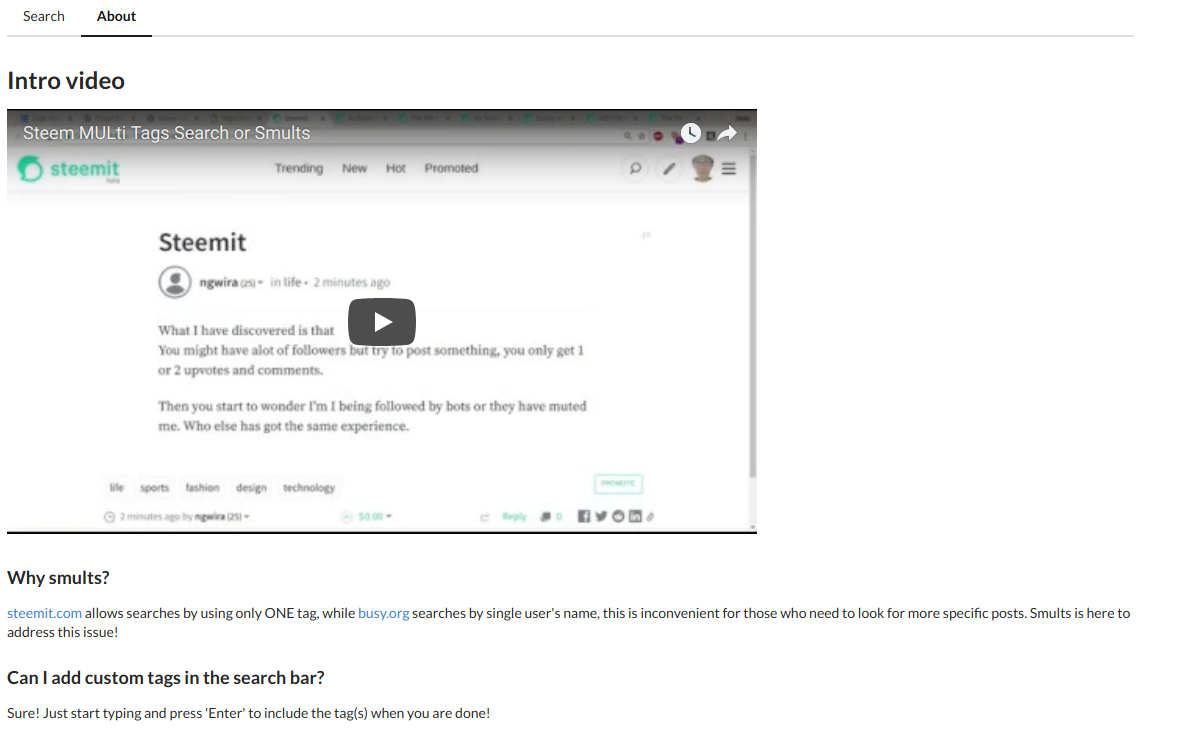 Search About
Intro video
Steem MULti Tags Search or Smults
steemit
beta
Trending New Hot Promoted
Steemit
ngwira (25) in life • 2 minutes ago
What I have discovered is that
You might have alot of followers but try to post something, you only get 1
or 2 upvotes and comments.
Then you start to wonder I'm I being followed by bots or they have muted
me. Who else has got the same experience.
life sports fashion design technology
PROMOTE
2 minutes ago by ngwira (25) $0.00 Reply 0
Why smults?
steemit.com allows searches by using only ONE tag, while busy.org searches by single user's name, this is inconvenient for those who need to look for more specific posts. Smults is here to
address this issue!
Can I add custom tags in the search bar?
Sure! Just start typing and press 'Enter' to include the tag(s) when you are done!